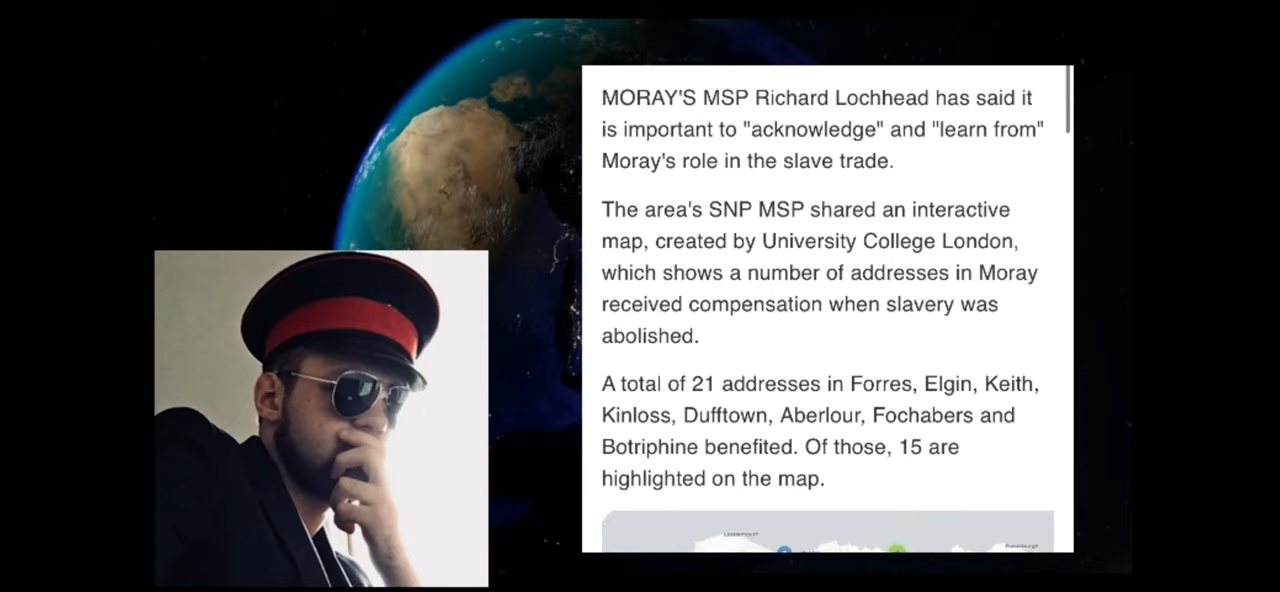 MORAY'S MSP Richard Lochhead has said it
is important to "acknowledge" and "learn from"
Moray's role in the slave trade.
The area's SNP MSP shared an interactive
map, created by University College London,
which shows a number of addresses in Moray
received compensation when slavery was
abolished.
A total of 21 addresses in Forres, Elgin, Keith,
Kinloss, Dufftown, Aberlour, Fochabers and
Botriphine benefited. Of those, 15 are
highlighted on the map.
Lossiemouth
Fraserburgh